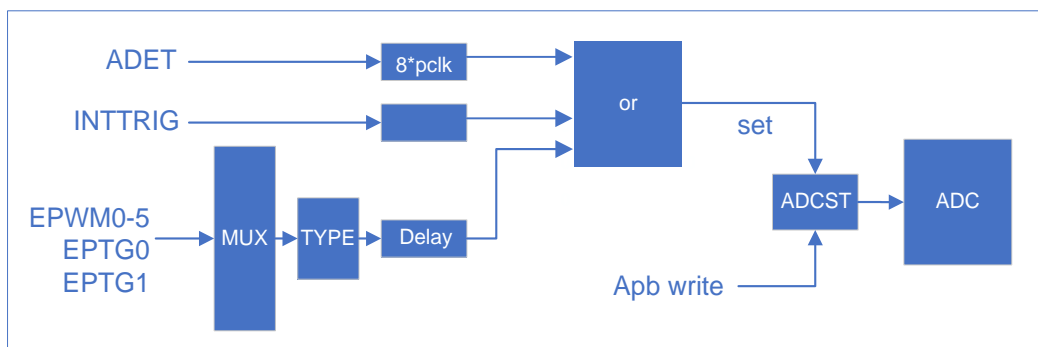 ADET
8*pclk
INTTRIG
or
set
EPWM0-5
EPTG0
EPTG1
MUX
TYPE
Delay
ADCST
ADC
Apb write